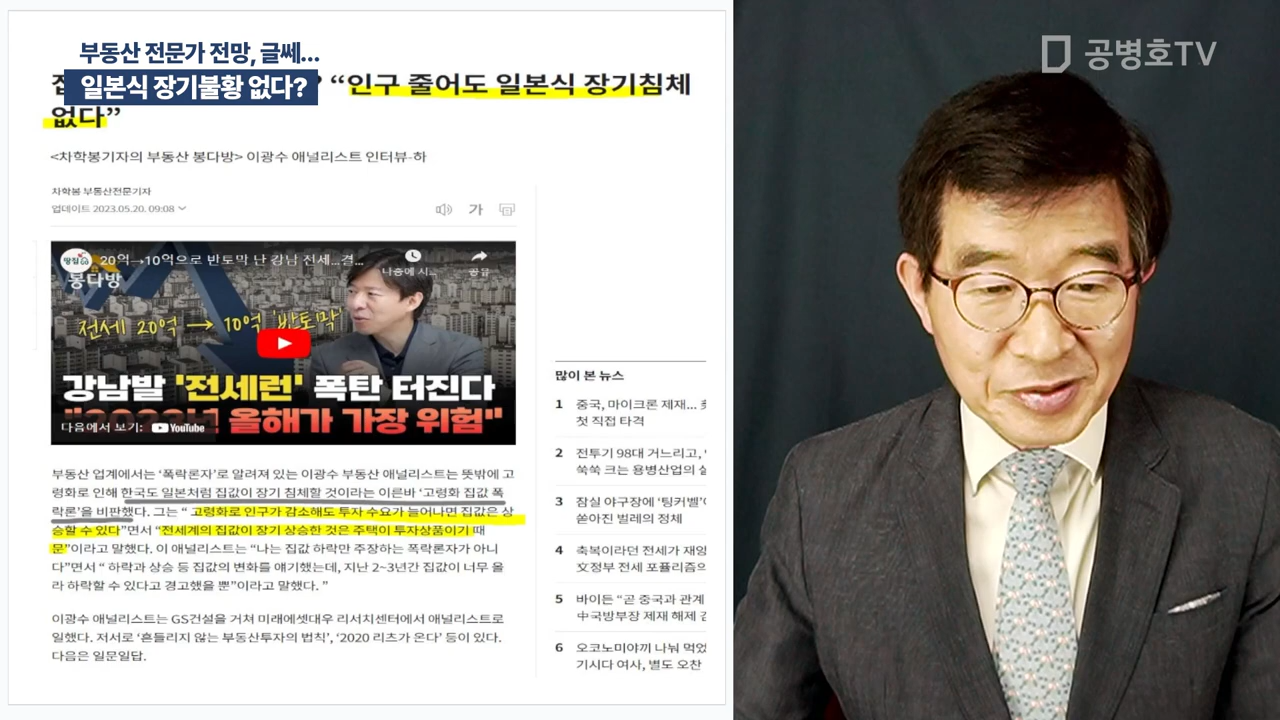 부동산 전문가 전망, 글쎄...
일본식 장기불황 없다?
? “인구 줄어도 일본식 장기침체
없다”
<차학봉기자의 부동산 봉다방> 이광수 애널리스트 인터뷰-하
차학봉 부동산전문기자
업데이트 2023.05.20. 09:08
가
땅집go
20억→10억으로 반토막 난 강남 전세...결...
나중에 시...
공유
봉다방
전세 20억 → 10억 '반토막'
강남발 '전세런' 폭탄 터진다
올해가 가장 위험"
다음에서 보기: YouTube
부동산 업계에서는 ‘폭락론자’로 알려져 있는 이광수 부동산 애널리스트는 뜻밖에 고
령화로 인해 한국도 일본처럼 집값이 장기 침체할 것이라는 이른바 ‘고령화 집값 폭
락론’을 비판했다. 그는 “ 고령화로 인구가 감소해도 투자 수요가 늘어나면 집값은 상
승할 수 있다”면서 “전세계의 집값이 장기 상승한 것은 주택이 투자상품이기 때
문”이라고 말했다. 이 애널리스트는 “나는 집값 하락만 주장하는 폭락론자가 아니
다”면서 “ 하락과 상승 등 집값의 변화를 얘기했는데, 지난 2~3년간 집값이 너무 올
라 하락할 수 있다고 경고했을 뿐”이라고 말했다. ”
이광수 애널리스트는 GS건설을 거쳐 미래에셋대우 리서치센터에서 애널리스트로
일했다. 저서로 ‘흔들리지 않는 부동산투자의 법칙’, ‘2020 리츠가 온다’ 등이 있다.
다음은 일문일답.
많이 본 뉴스
1 중국, 마이크론 제재...
첫 직접 타격
2 전투기 98대 거느리고,
쑥쑥 크는 용병산업의
3 잠실 야구장에 ‘팅커벨’
쏟아진 벌레의 정체
4 축복이라던 전세가 재앙
文정부 전세 포퓰리즘의
5 바이든 “곧 중국과 관계
中국방부장 제재 해제
6 오코노미야끼 나눠 먹었
기시다 여사, 별도 오찬
공병호TV